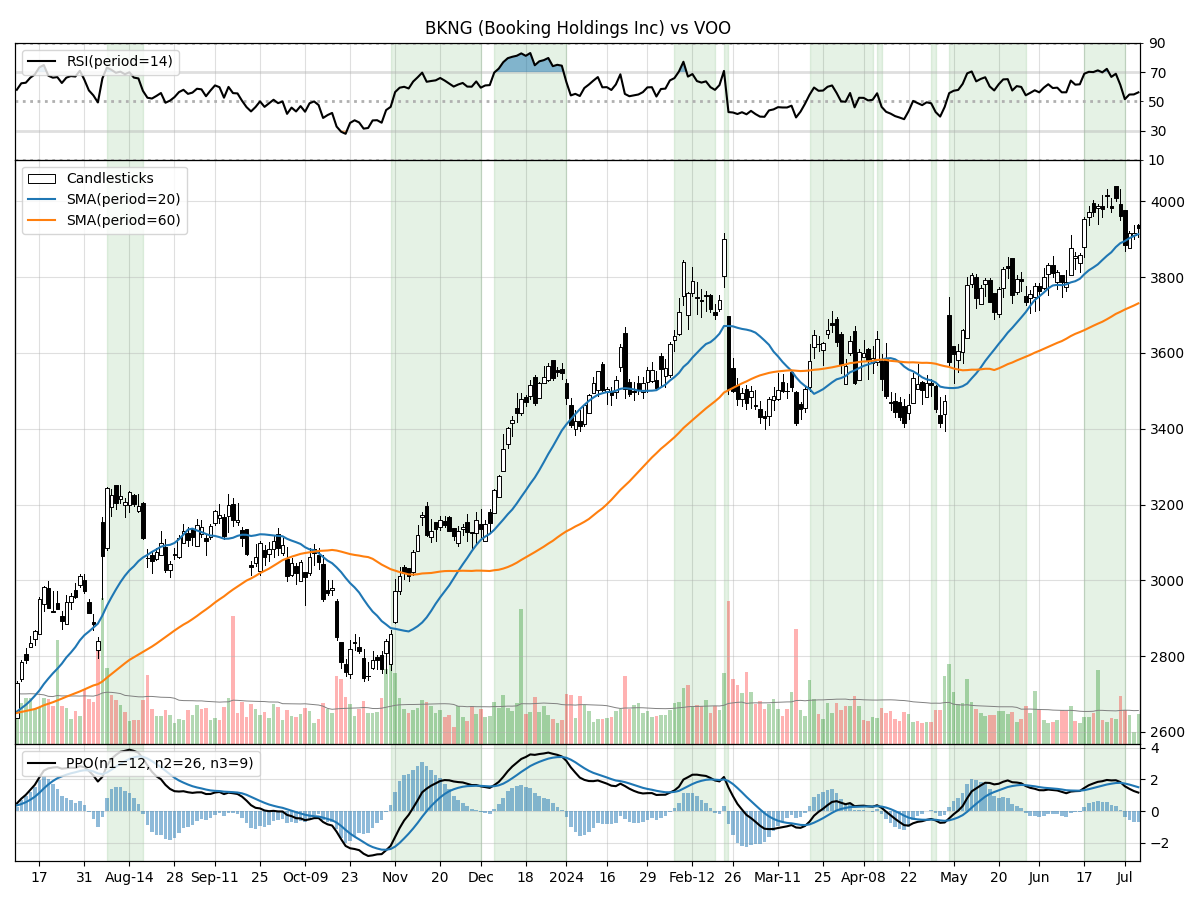 BKNG (Booking Holdings Inc) vs VOO
RSI(period=14)
90
70
50
30
10
Candlesticks
SMA(period=20)
SMA(period=60)
4000
3800
3600
3400
3200
3000
2800
2600
PPO(n1=12, n2=26, n3=9)
4
2
0
−2
17 31 Aug-14 28 Sep-11 25 Oct-09 23 Nov 20 Dec 18 2024 16 29 Feb-12 26 Mar-11 25 Apr-08 22 May 20 Jun 17 Jul